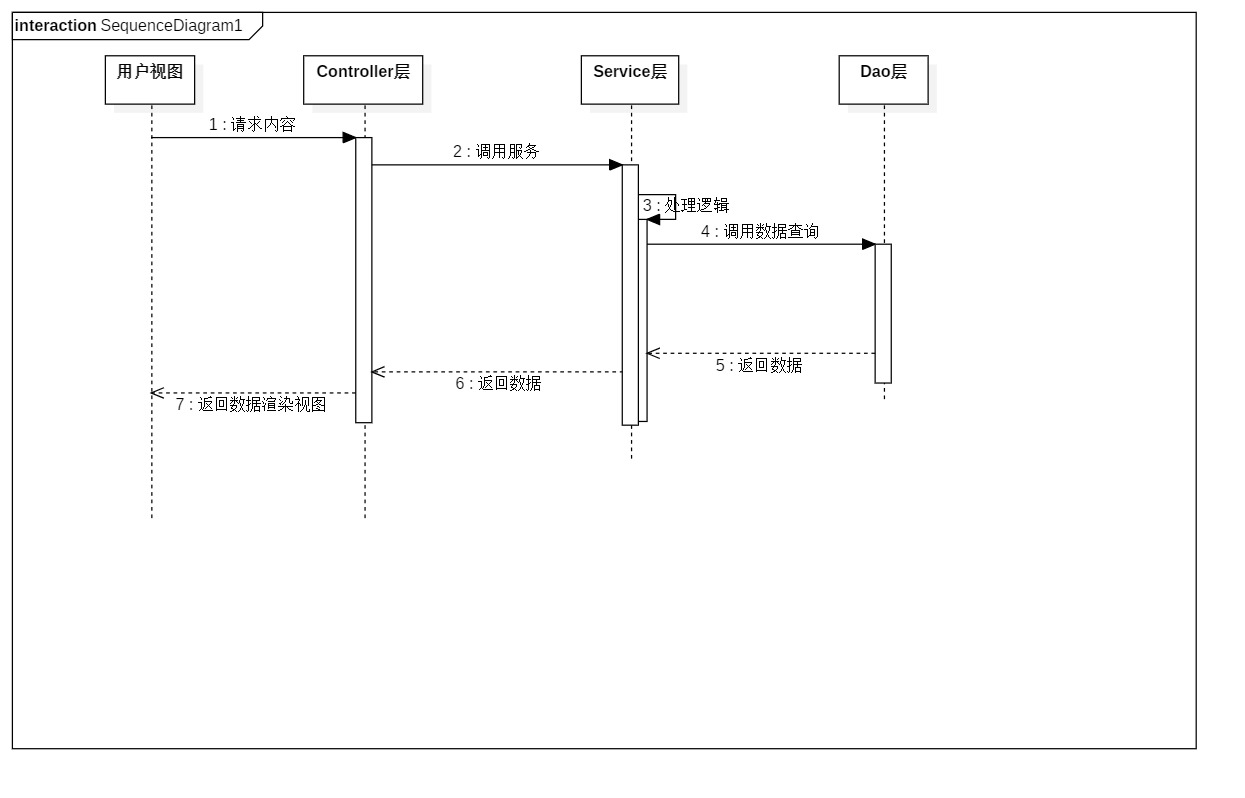 interaction SequenceDiagram1
用户视图
Controller层
Service层
Dao层
1 : 请求内容
2 : 调用服务
3 : 处理逻辑
4 : 调用数据查询
5 : 返回数据
6 : 返回数据
7 : 返回数据渲染视图